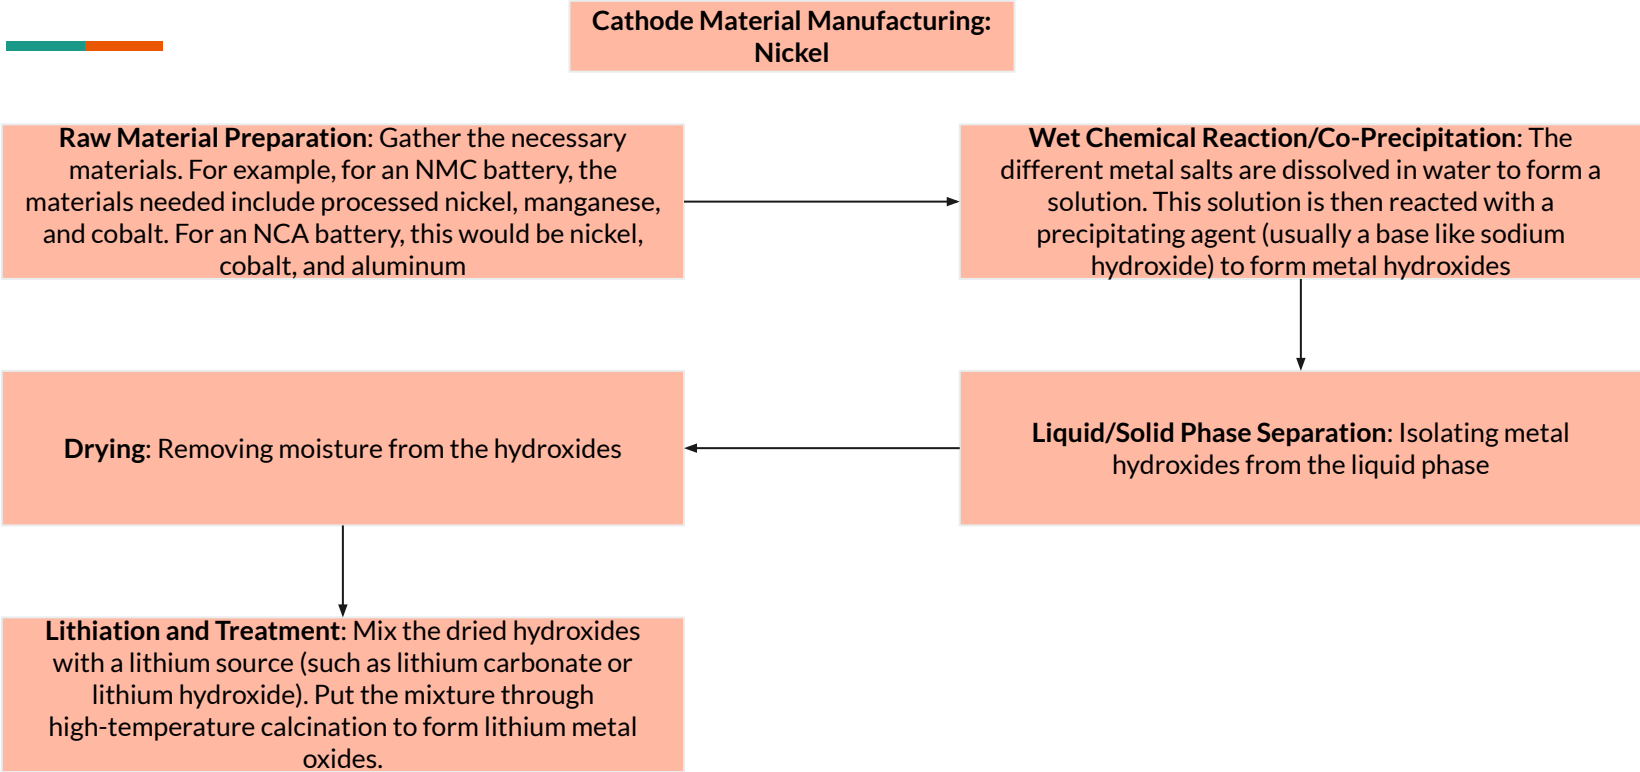 Cathode Material Manufacturing:
Nickel
Raw Material Preparation: Gather the necessary
materials. For example, for an NMC battery, the
materials needed include processed nickel, manganese,
and cobalt. For an NCA battery, this would be nickel,
cobalt, and aluminum
Wet Chemical Reaction/Co-Precipitation: The
different metal salts are dissolved in water to form a
solution. This solution is then reacted with a
precipitating agent (usually a base like sodium
hydroxide) to form metal hydroxides
Liquid/Solid Phase Separation: Isolating metal
hydroxides from the liquid phase
Drying: Removing moisture from the hydroxides
Lithiation and Treatment: Mix the dried hydroxides
with a lithium source (such as lithium carbonate or
lithium hydroxide). Put the mixture through
high-temperature calcination to form lithium metal
oxides.